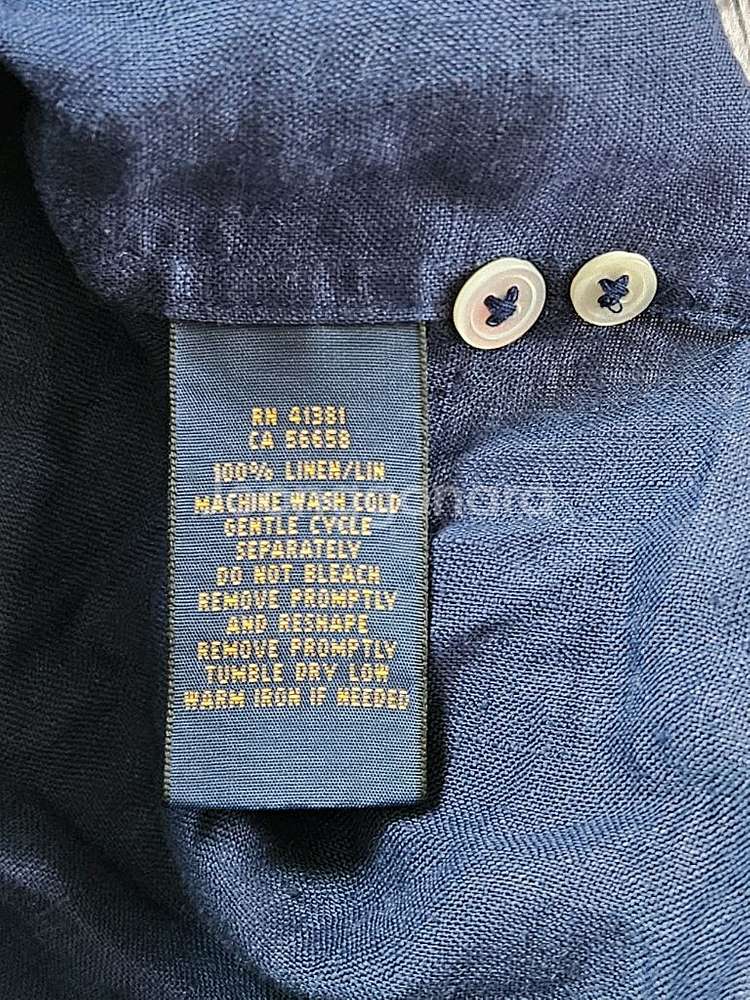 RN 41381
CA 56658
100% LINEN/LIN
MACHINE WASH COLD
GENTLE CYCLE
SEPARATELY
DO NOT BLEACH
REMOVE PROMPTLY
AND RESHAPE
REMOVE PROMPTLY
TUMBLE DRY LOW
WARM IRON IF NEEDED